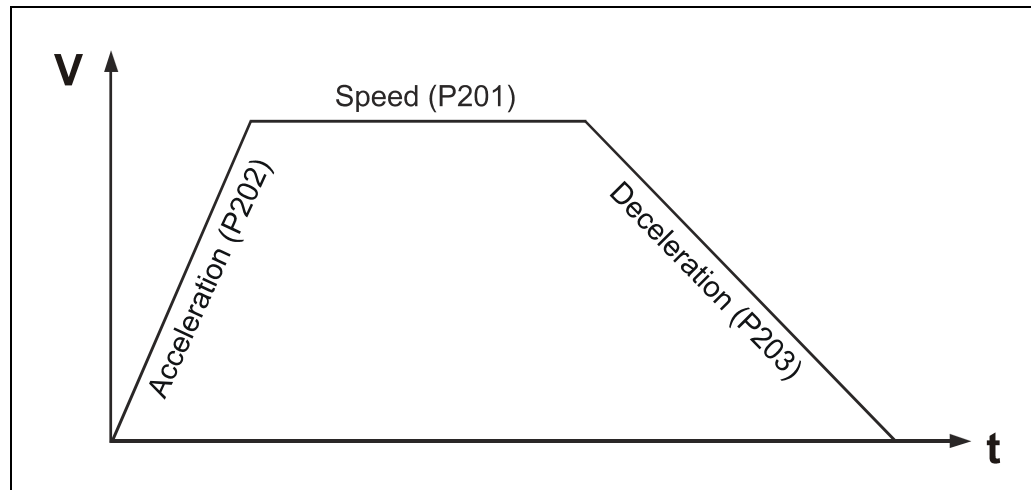 V
Speed (P201)
Acceleration (P202)
Deceleration (P203)
t